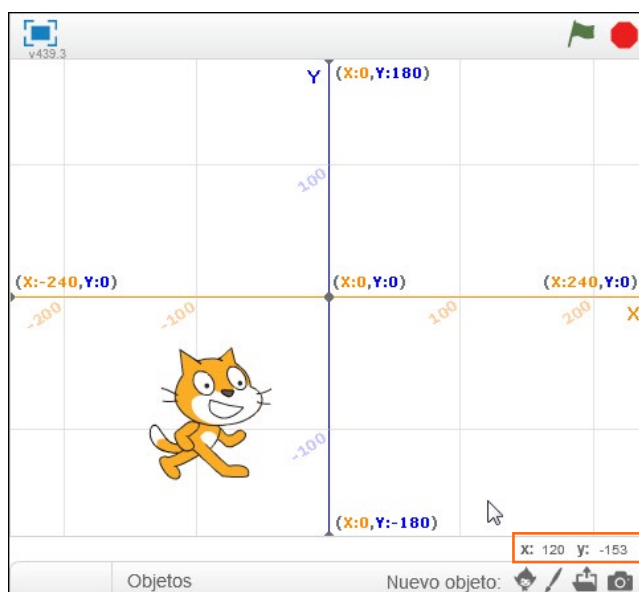 v439.3
Y (X:0,Y:180)
100
(X:-240,Y:0) (X:0,Y:0) (X:240,Y:0)
-200 -100 100 200 X
-100
(X:0,Y:-180)
x: 120 y: -153
Objetos Nuevo objeto: